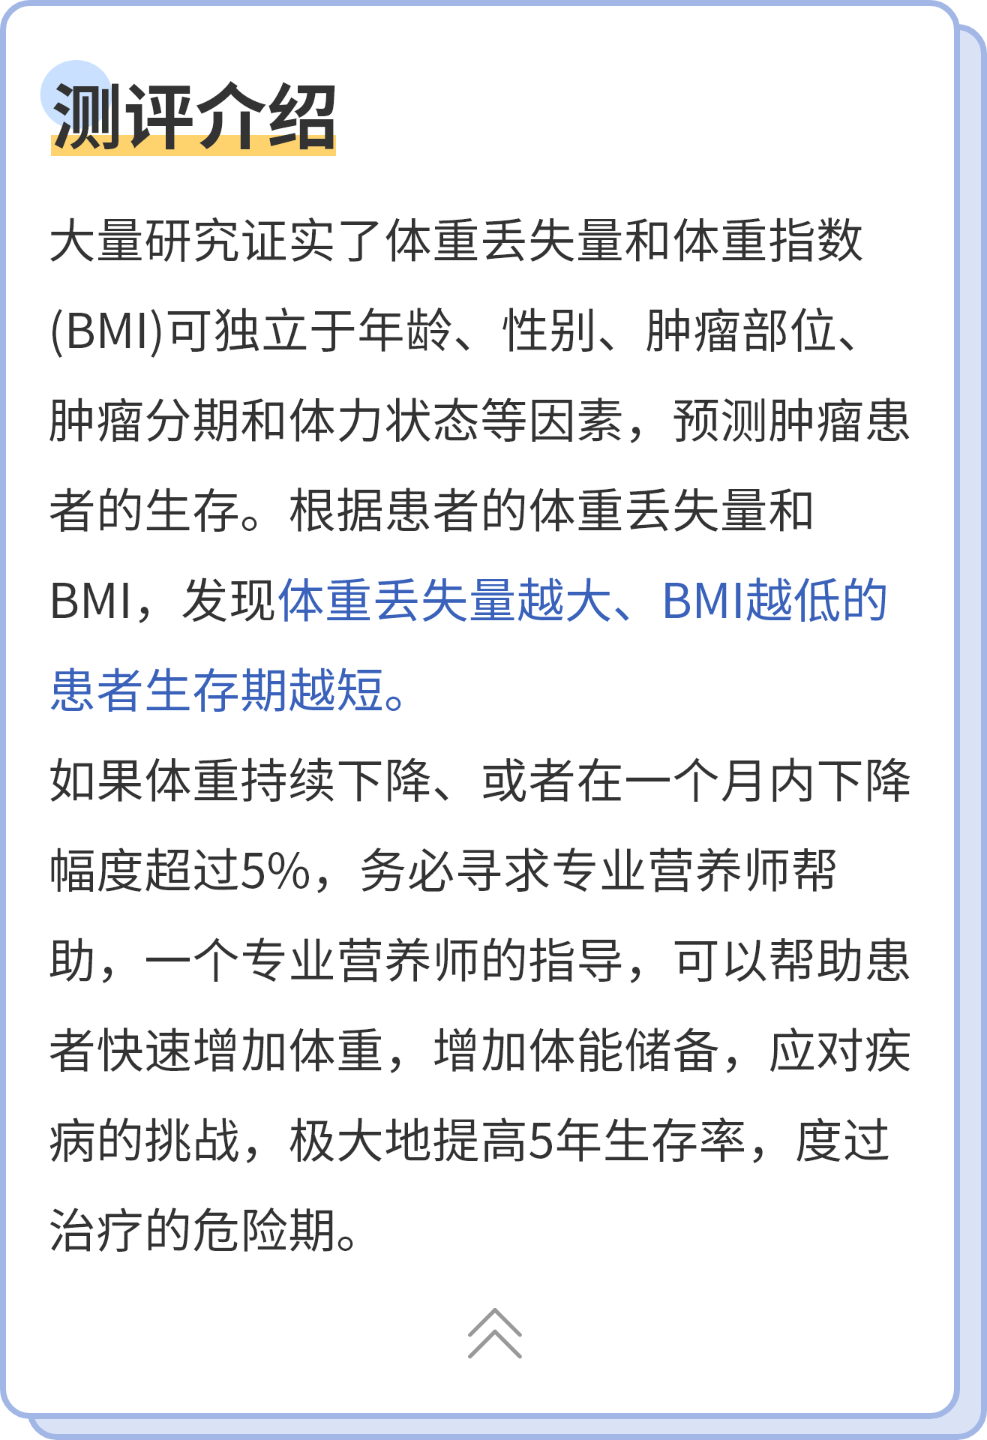 测评介绍
大量研究证实了体重丢失量和体重指数
(BMI)可独立于年龄、性别、肿瘤部位、
肿瘤分期和体力状态等因素，预测肿瘤患
者的生存。根据患者的体重丢失量和
BMI，发现体重丢失量越大、BMI越低的
患者生存期越短。
如果体重持续下降、或者在一个月内下降
幅度超过5%，务必寻求专业营养师帮
助，一个专业营养师的指导，可以帮助患
者快速增加体重，增加体能储备，应对疾
病的挑战，极大地提高5年生存率，度过
治疗的危险期。